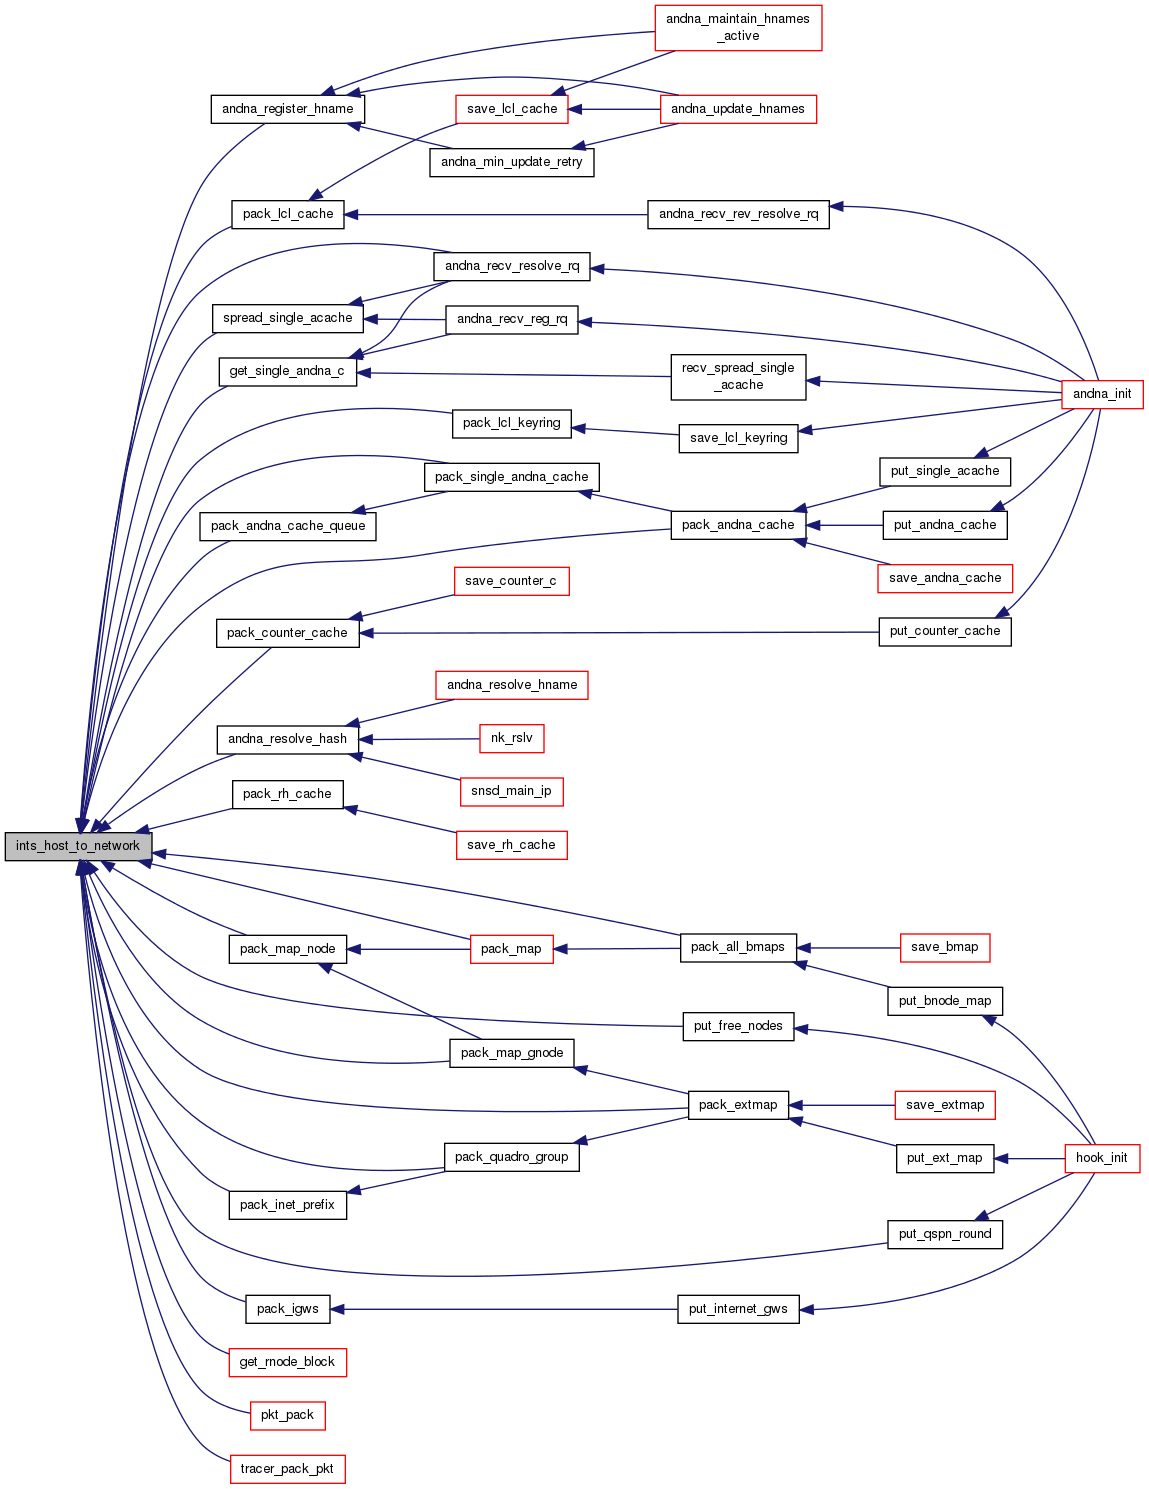 andna_maintain_hnames
_active
andna_register_hname
save_lcl_cache
andna_update_hnames
andna_min_update_retry
pack_lcl_cache
andna_recv_rev_resolve_rq
andna_recv_resolve_rq
spread_single_acache
andna_recv_reg_rq
get_single_andna_c
recv_spread_single
_acache
andna_init
pack_lcl_keyring
save_lcl_keyring
put_single_acache
pack_single_andna_cache
pack_andna_cache_queue
pack_andna_cache
put_andna_cache
save_andna_cache
save_counter_c
pack_counter_cache
put_counter_cache
andna_resolve_hname
andna_resolve_hash
nk_rslv
snsd_main_ip
pack_rh_cache
save_rh_cache
ints_host_to_network
pack_map_node
pack_map
pack_all_bmaps
save_bmap
put_bnode_map
put_free_nodes
pack_map_gnode
pack_extmap
save_extmap
pack_quadro_group
put_ext_map
hook_init
pack_inet_prefix
put_qspn_round
pack_igws
put_internet_gws
get_rnode_block
pkt_pack
tracer_pack_pkt